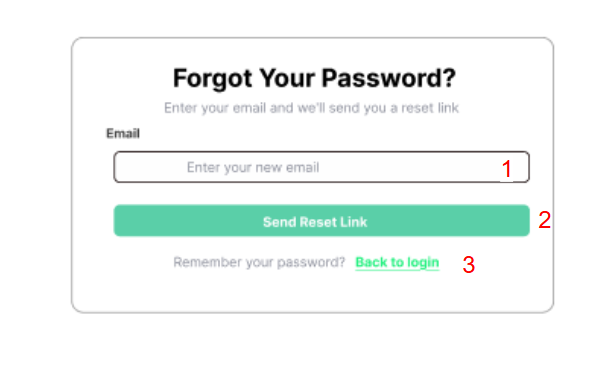 Forgot Your Password?
Enter your email and we'll send you a reset link
Email
Enter your new email 1
Send Reset Link 2
Remember your password? Back to login 3